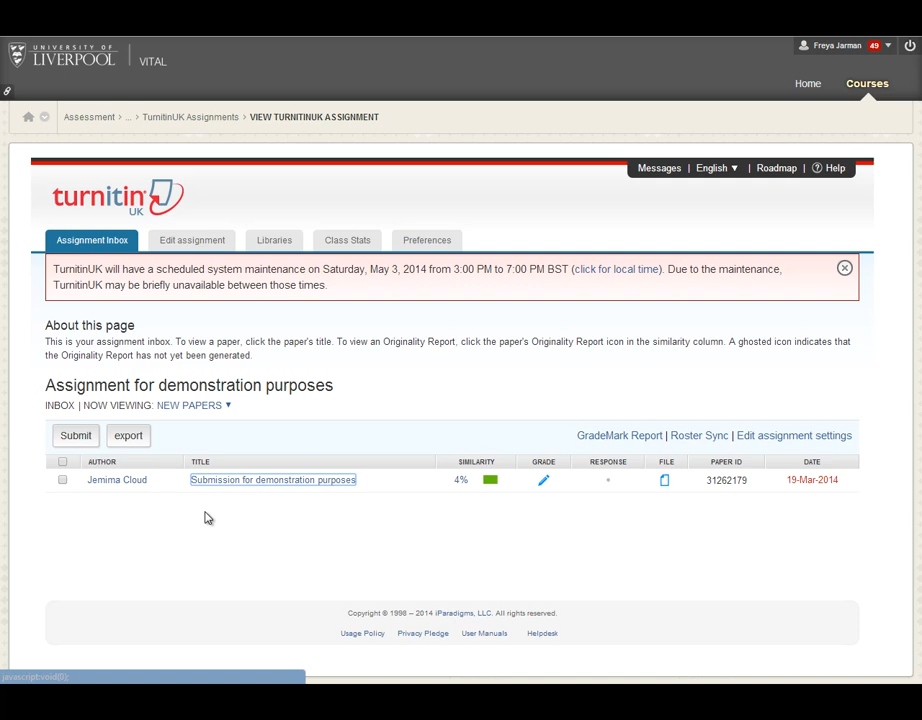 UNIVERSITY OF
LIVERPOOL
VITAL
Freya Jarman 49
Home Courses
Assessment › ... › TurnitinUK Assignments › VIEW TURNITINUK ASSIGNMENT
Messages | English ▼ | Roadmap | ? Help
turnitin
UK
Assignment Inbox Edit assignment Libraries Class Stats Preferences
TurnitinUK will have a scheduled system maintenance on Saturday, May 3, 2014 from 3:00 PM to 7:00 PM BST (click for local time). Due to the maintenance,
TurnitinUK may be briefly unavailable between those times.
About this page
This is your assignment inbox. To view a paper, click the paper's title. To view an Originality Report, click the paper's Originality Report icon in the similarity column. A ghosted icon indicates that
the Originality Report has not yet been generated.
Assignment for demonstration purposes
INBOX | NOW VIEWING: NEW PAPERS ▼
Submit export GradeMark Report | Roster Sync | Edit assignment settings
AUTHOR TITLE SIMILARITY GRADE RESPONSE FILE PAPER ID DATE
Jemima Cloud Submission for demonstration purposes 4% 31262179 19-Mar-2014
Copyright © 1998 – 2014 iParadigms, LLC. All rights reserved.
Usage Policy Privacy Pledge User Manuals Helpdesk
javascript:void(0);